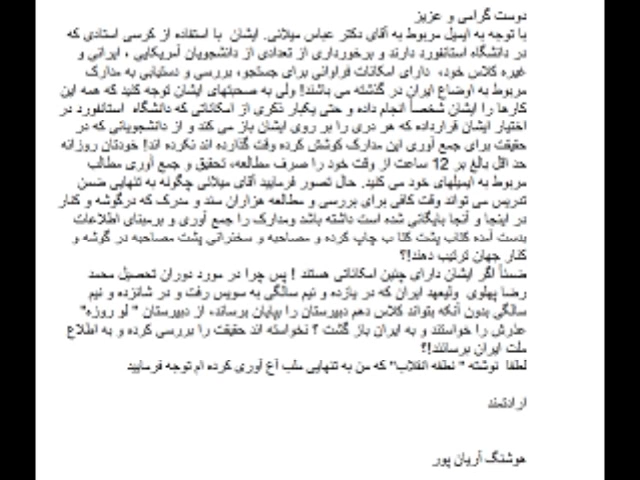 دوست گرامی و عزیز
با توجه به ایمیل مربوط به آقای دکتر عباس میلانی. ایشان با استفاده از کرسی استادی که
در دانشگاه استانفورد دارند و برخورداری از تعدادی از دانشجویان آمریکایی ، ایرانی و
غیره کلاس خود، دارای امکانات فراوانی برای جستجو، بررسی و دستیابی به مدارک
مربوط به اوضاع ایران در گذشته می باشند! ولی به صحبتهای ایشان توجه کنید که همه این
کارها را ایشان شخصاً انجام داده و حتی یکبار ذکری از امکاناتی که دانشگاه استانفورد در
اختیار ایشان قرارداده که هر دری را بر روی ایشان باز می کند و از دانشجویانی که در
حقیقت برای جمع آوری این مدارک کوشش کرده وقت گذارده اند نکرده اند! خودتان روزانه
حد اقل بالغ بر 12 ساعت از وقت خود را صرف مطالعه، تحقیق و جمع آوری مطالب
مربوط به ایمیلهای خود می کنید. حال تصور فرمایید آقای میلانی چگونه به تنهایی ضمن
تدریس می تواند وقت کافی برای بررسی و مطالعه هزاران سند و مدرک که درگوشه و کنار
در اینجا و آنجا بایگانی شده است داشته باشد ومدارک را جمع آوری و برمبنای اطلاعات
بدست آمده کتاب پشت کتا ب چاپ کرده و مصاحبه و سخنرانی پشت مصاحبه در گوشه و
کنار جهان ترتیب دهند!؟
ضمناً اگر ایشان دارای چنین امکاناتی هستند ! پس چرا در مورد دوران تحصیل محمد
رضا پهلوی ولیعهد ایران که در یازده و نیم سالگی به سویس رفت و در شانزده و نیم
سالگی بدون آنکه بتواند کلاس دهم دبیرستان را بپایان برساند، از دبیرستان " لو روزه"
عذرش را خواستند و به ایران باز گشت ؟ نخواسته اند حقیقت را بررسی کرده و به اطلاع
ملت ایران برسانند!؟
لطفا نوشته " نطفه انقلاب" که من به تنهایی آوری کرده ام توجه فرمایید
ارادتمند
هوشنگ آریان پور